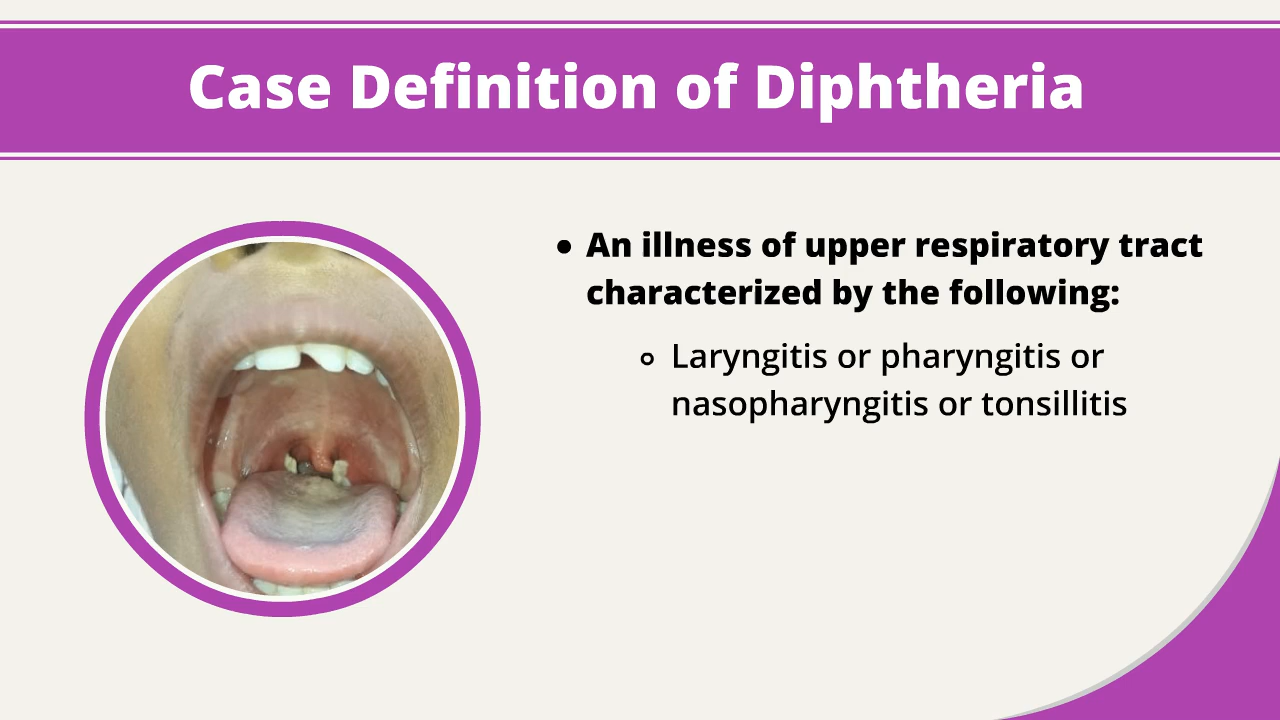 Case Definition of Diphtheria
• An illness of upper respiratory tract
characterized by the following:
◦ Laryngitis or pharyngitis or
nasopharyngitis or tonsillitis